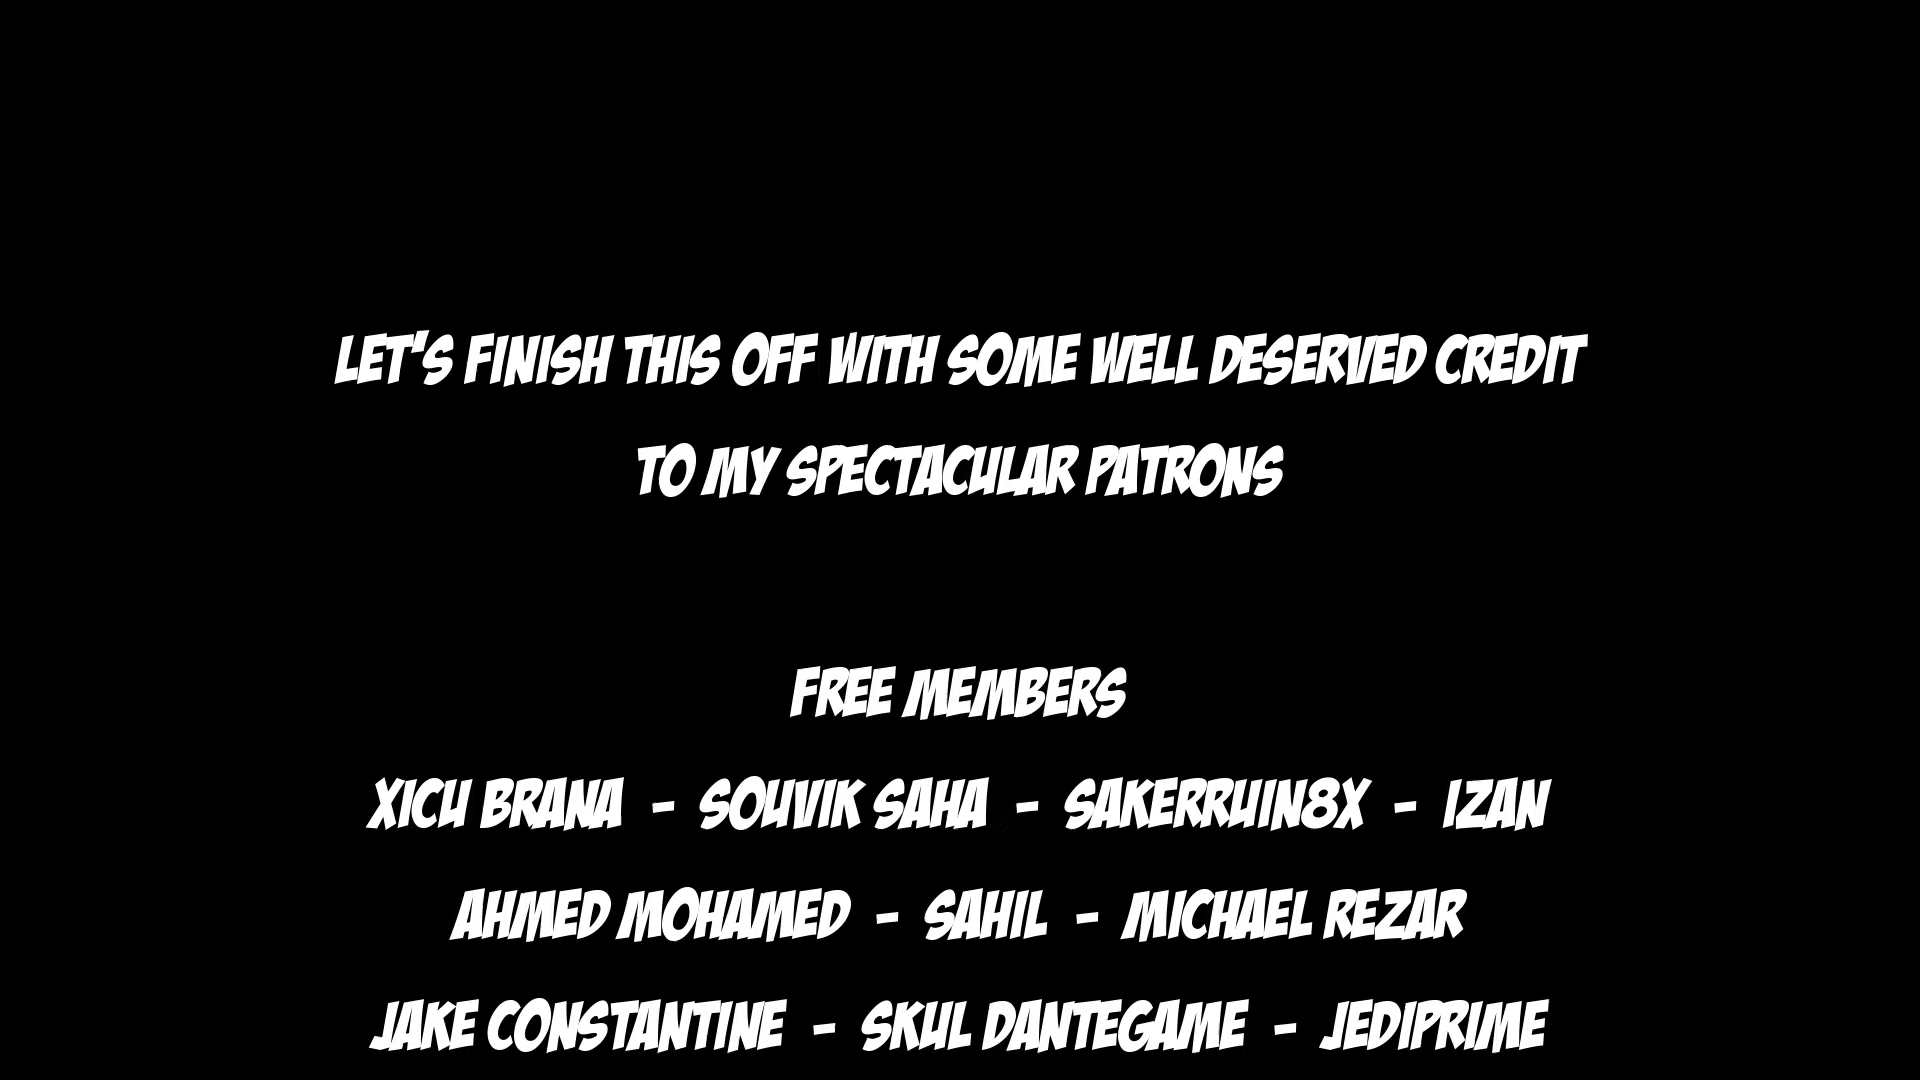 LET'S FINISH THIS OFF WITH SOME WELL DESERVED CREDIT
TO MY SPECTACULAR PATRONS
FREE MEMBERS
XICU BRANA - SOUVIK SAHA - SAKERRUIN8X - IZAN
AHMED MOHAMED - SAHIL - MICHAEL REZAR
JAKE CONSTANTINE - SKUL DANTEGAME - JEDIPRIME